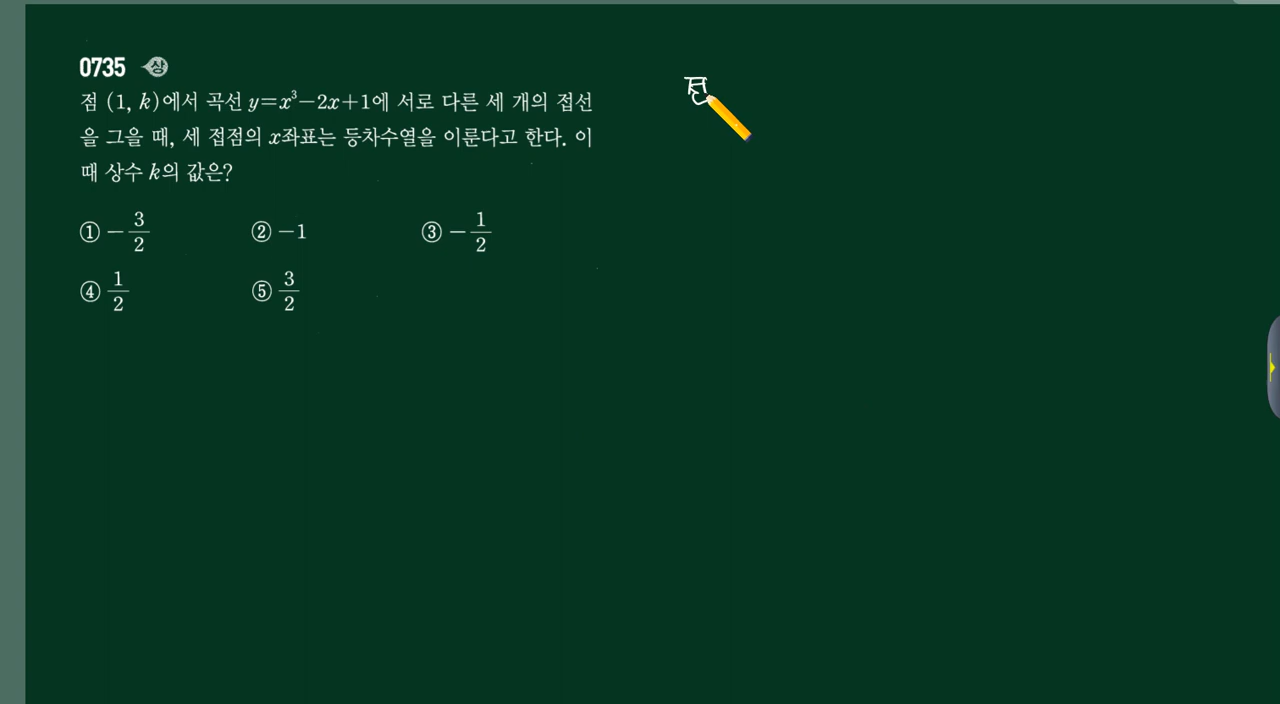 0735 상
점 (1, k)에서 곡선 y=x³-2x+1에 서로 다른 세 개의 접선
을 그을 때, 세 접점의 x좌표는 등차수열을 이룬다고 한다. 이
때 상수 k의 값은?
① -3/2 ② -1 ③ -1/2
④ 1/2 ⑤ 3/2